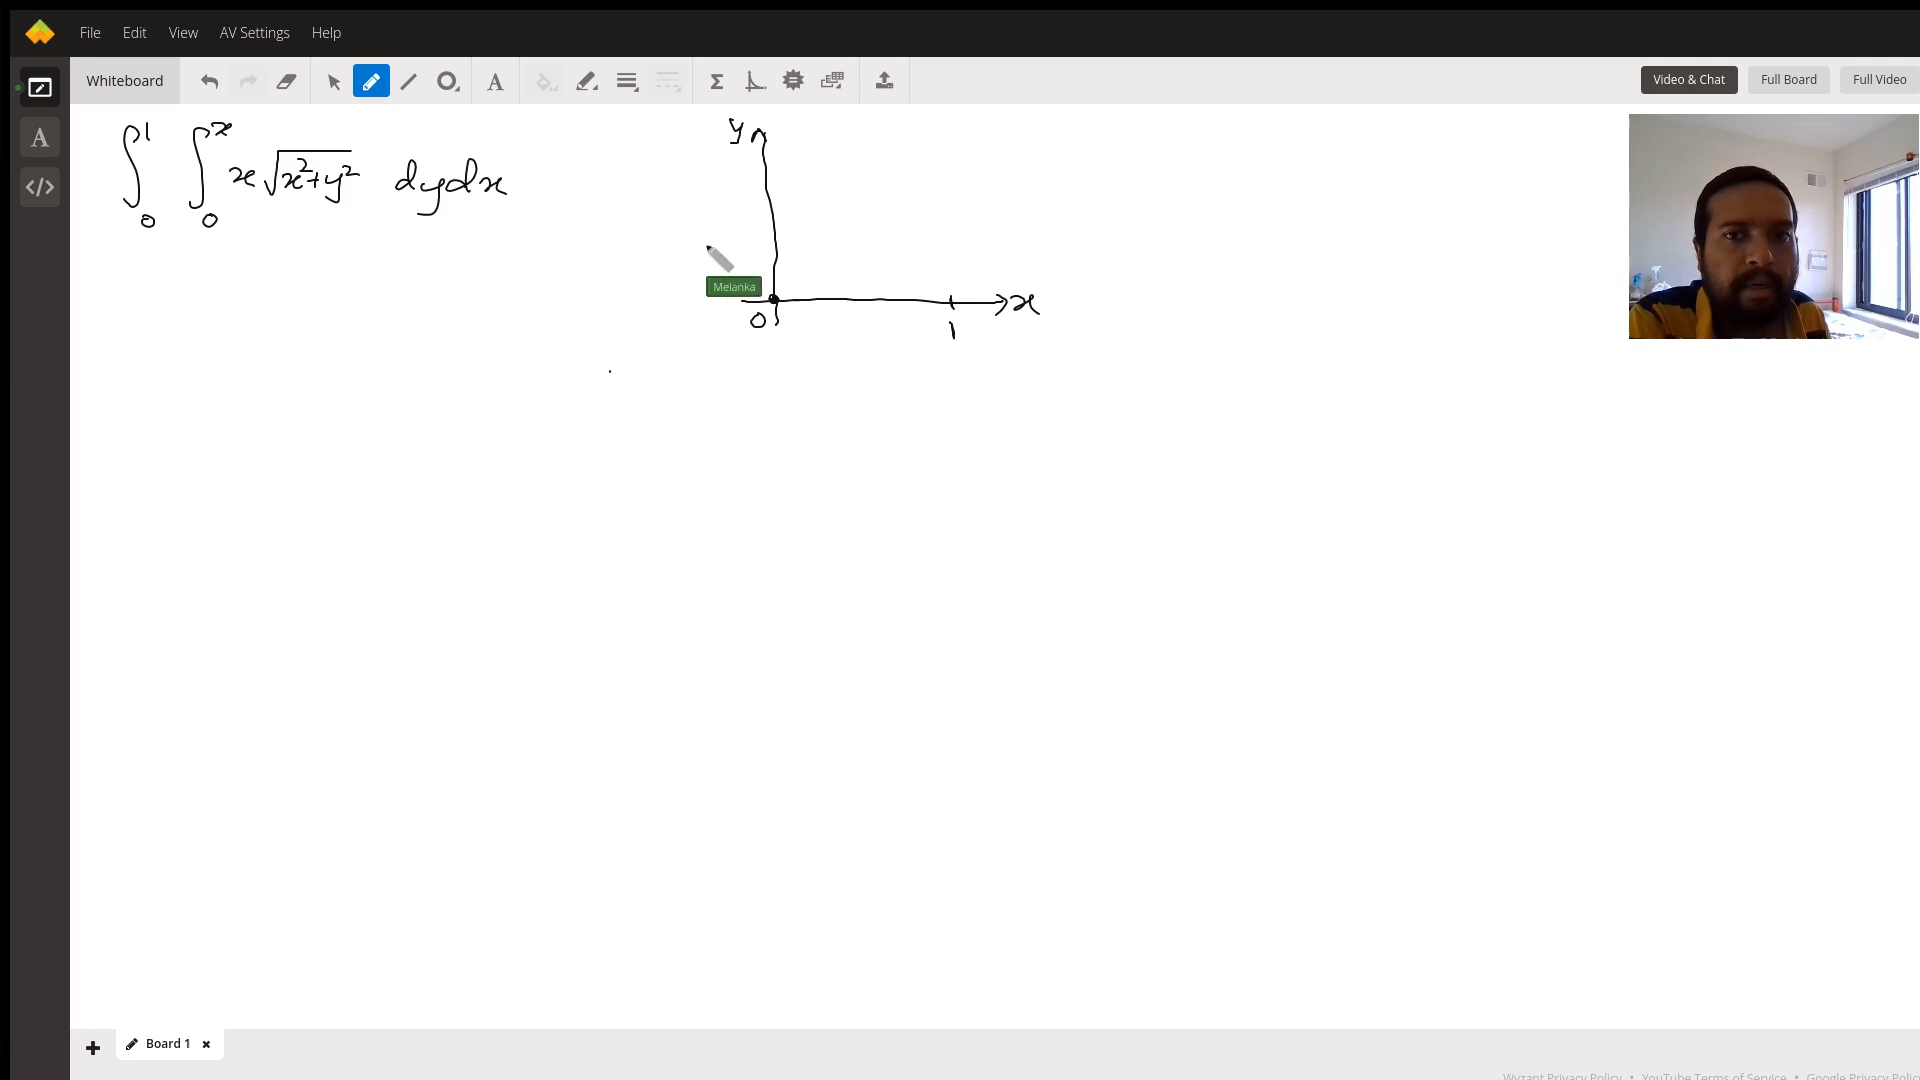 File Edit View AV Settings Help
Whiteboard A Σ Video & Chat Full Board Full Video
A
</>
∫₀¹ ∫₀ˣ x√(x²+y²) dydx
y
x
0
1
Melanka
+ Board 1 ×
Wyzant Privacy Policy • YouTube Terms of Service • Google Privacy Policy